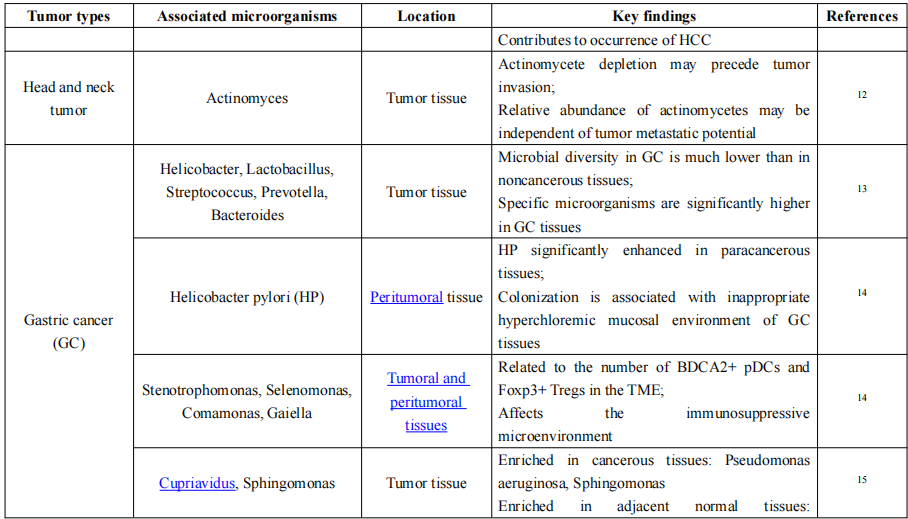 Tumor types Associated microorganisms Location Key findings References
Contributes to occurrence of HCC
Head and neck
tumor
Actinomyces
Tumor tissue
Actinomycete depletion may precede tumor
invasion;
Relative abundance of actinomycetes may be
independent of tumor metastatic potential
12
Gastric cancer
(GC)
Helicobacter, Lactobacillus,
Streptococcus, Prevotella,
Bacteroides
Tumor tissue
Microbial diversity in GC is much lower than in
noncancerous tissues;
Specific microorganisms are significantly higher
in GC tissues
13
Helicobacter pylori (HP)
Peritumoral tissue
HP significantly enhanced in paracancerous
tissues;
Colonization is associated with inappropriate
hyperchloremic mucosal environment of GC
tissues
14
Stenotrophomonas, Selenomonas,
Comamonas, Gaiella
Tumoral and
peritumoral
tissues
Related to the number of BDCA2+ pDCs and
Foxp3+ Tregs in the TME;
Affects the immunosuppressive
microenvironment
14
Cupriavidus, Sphingomonas
Tumor tissue
Enriched in cancerous tissues: Pseudomonas
aeruginosa, Sphingomonas
Enriched in adjacent normal tissues:
15